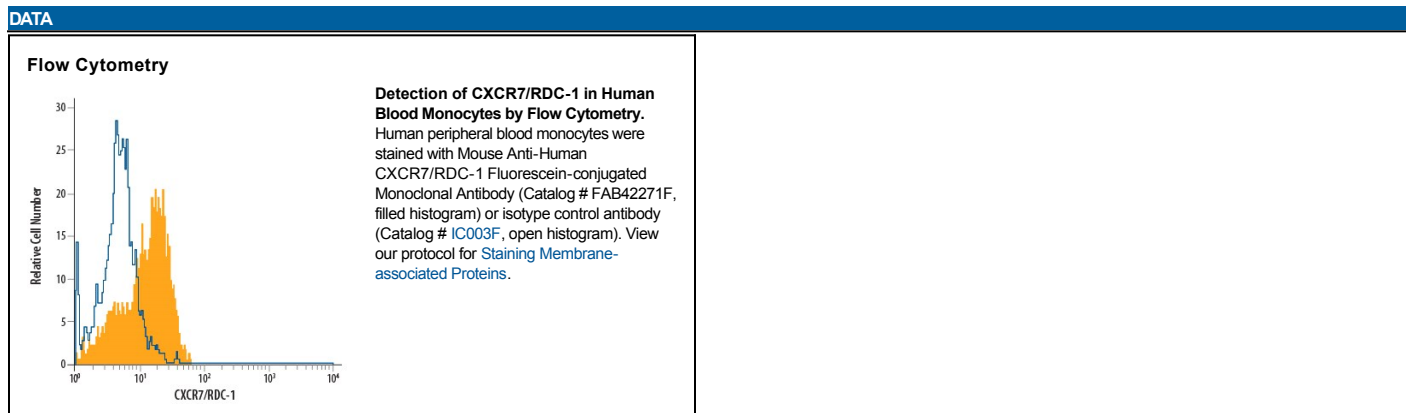 DATA
Flow Cytometry
30
25
20
15
10
5
0
Relative Cell Number
10⁰ 10¹ 10² 10³ 10⁴
CXCR7/RDC-1
Detection of CXCR7/RDC-1 in Human
Blood Monocytes by Flow Cytometry.
Human peripheral blood monocytes were
stained with Mouse Anti-Human
CXCR7/RDC-1 Fluorescein-conjugated
Monoclonal Antibody (Catalog # FAB42271F,
filled histogram) or isotype control antibody
(Catalog # IC003F, open histogram). View
our protocol for Staining Membrane-
associated Proteins.